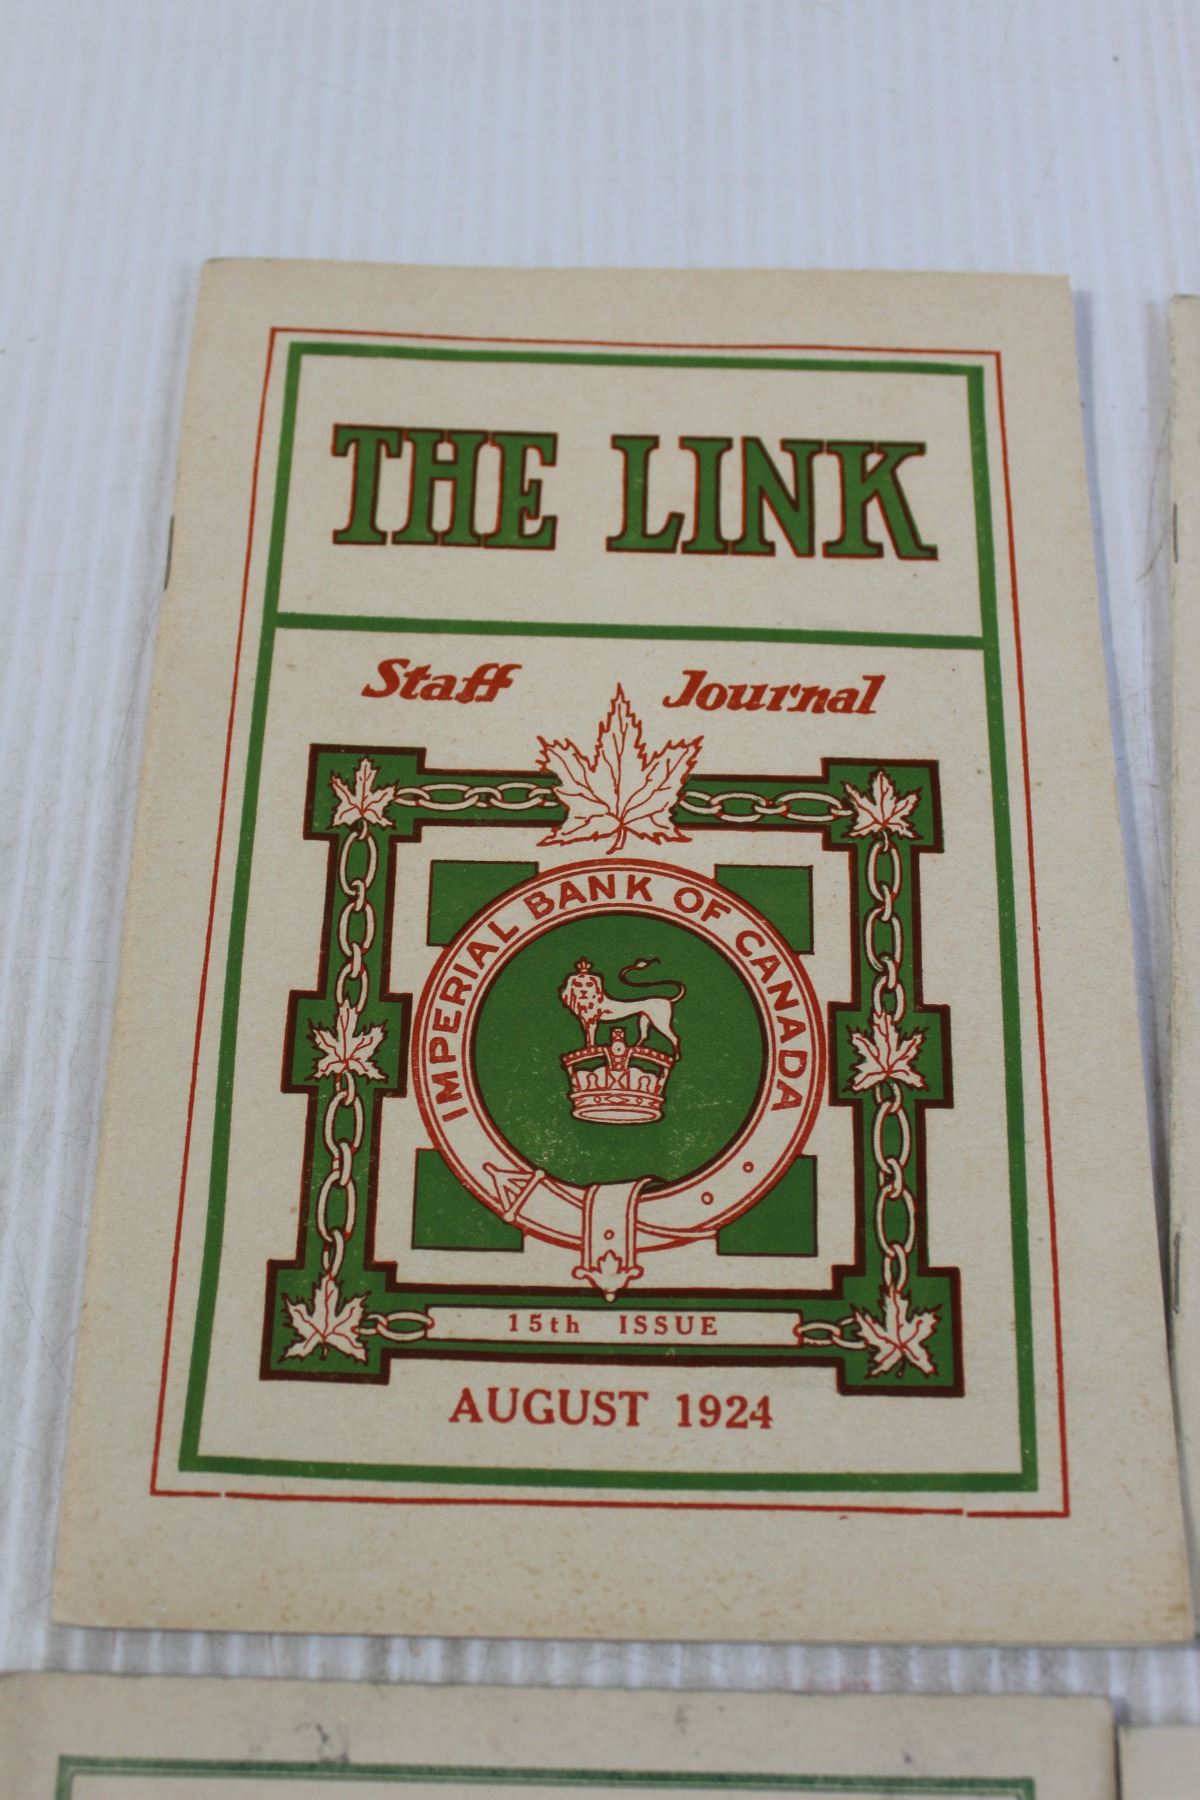 THE LINK
Staff Journal
IMPERIAL BANK OF CANADA
15th ISSUE
AUGUST 1924